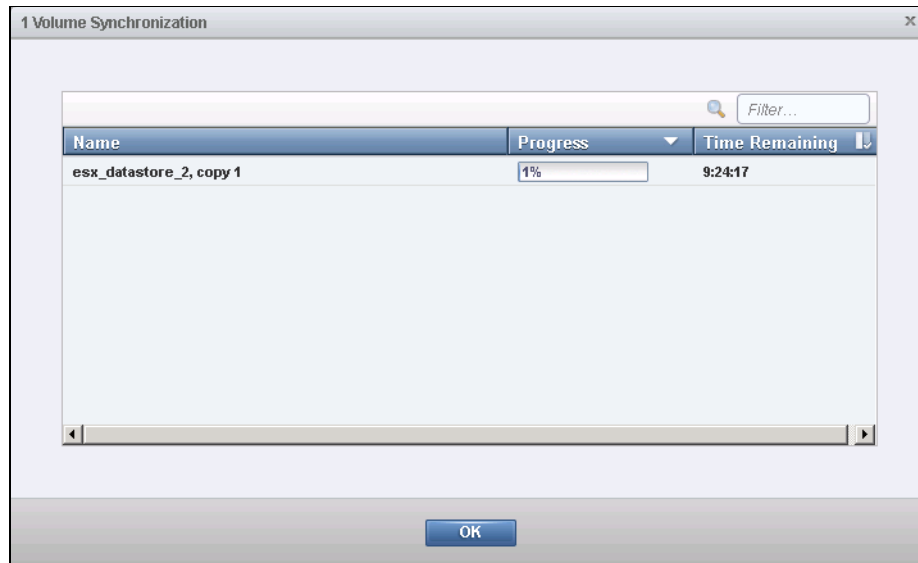 1 Volume Synchronization
Filter...
Name Progress Time Remaining
esx_datastore_2, copy 1 1% 9:24:17
OK